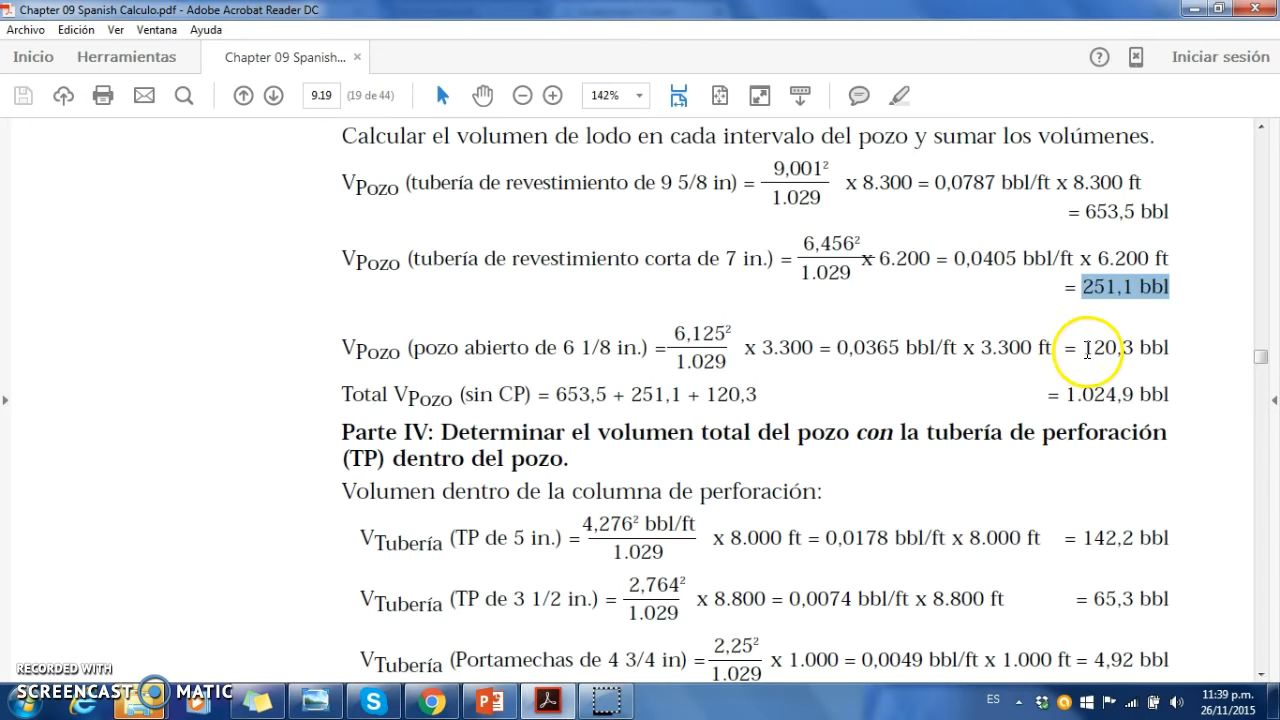 Chapter 09 Spanish Calculo.pdf - Adobe Acrobat Reader DC
Archivo Edición Ver Ventana Ayuda
Inicio Herramientas Chapter 09 Spanish... × Iniciar sesión
9.19 (19 de 44) 142%
Calcular el volumen de lodo en cada intervalo del pozo y sumar los volúmenes.
VPozo (tubería de revestimiento de 9 5/8 in) = 9,001² / 1.029 x 8.300 = 0,0787 bbl/ft x 8.300 ft
= 653,5 bbl
VPozo (tubería de revestimiento corta de 7 in.) = 6,456² / 1.029 x 6.200 = 0,0405 bbl/ft x 6.200 ft
= 251,1 bbl
VPozo (pozo abierto de 6 1/8 in.) = 6,125² / 1.029 x 3.300 = 0,0365 bbl/ft x 3.300 ft = 120,3 bbl
Total VPozo (sin CP) = 653,5 + 251,1 + 120,3 = 1.024,9 bbl
Parte IV: Determinar el volumen total del pozo con la tubería de perforación
(TP) dentro del pozo.
Volumen dentro de la columna de perforación:
VTubería (TP de 5 in.) = 4,276² bbl/ft / 1.029 x 8.000 ft = 0,0178 bbl/ft x 8.000 ft = 142,2 bbl
VTubería (TP de 3 1/2 in.) = 2,764² / 1.029 x 8.800 = 0,0074 bbl/ft x 8.800 ft = 65,3 bbl
VTubería (Portamechas de 4 3/4 in) = 2,25² / 1.029 x 1.000 = 0,0049 bbl/ft x 1.000 ft = 4,92 bbl
RECORDED WITH
SCREENCAST MATIC
ES 11:39 p.m.
26/11/2015